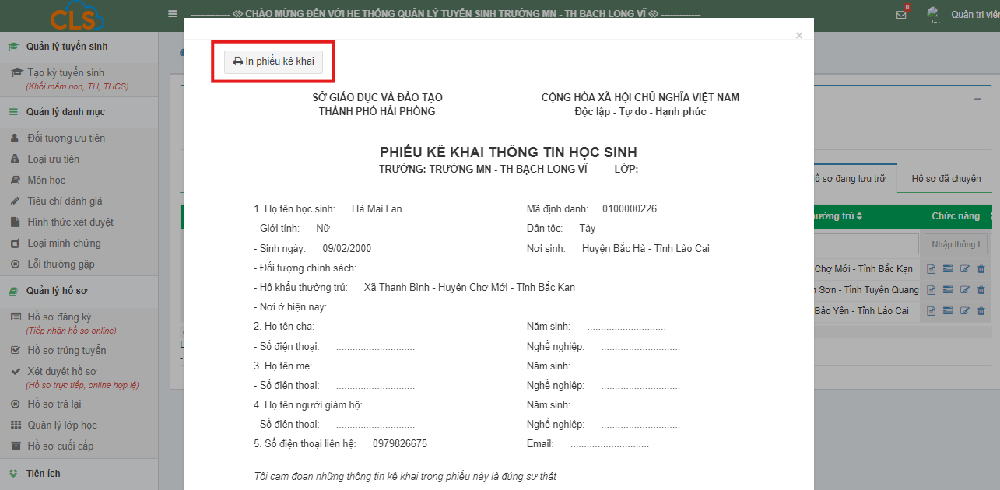 CLS
------------- CHÀO MỪNG ĐẾN VỚI HỆ THỐNG QUẢN LÝ TUYỂN SINH TRƯỜNG MN - TH BẠCH LONG VĨ -------------
0
Quản trị viên
Quản lý tuyển sinh
Tạo kỳ tuyển sinh
(Khối mầm non, TH, THCS)
Quản lý danh mục
Đối tượng ưu tiên
Loại ưu tiên
Môn học
Tiêu chí đánh giá
Hình thức xét duyệt
Loại minh chứng
Lỗi thường gặp
Quản lý hồ sơ
Hồ sơ đăng ký
(Tiếp nhận hồ sơ online)
Hồ sơ trúng tuyển
Xét duyệt hồ sơ
(Hồ sơ trực tiếp, online hợp lệ)
Hồ sơ trả lại
Quản lý lớp học
Hồ sơ cuối cấp
Tiện ích
×
In phiếu kê khai
SỞ GIÁO DỤC VÀ ĐÀO TẠO CỘNG HÒA XÃ HỘI CHỦ NGHĨA VIỆT NAM
THÀNH PHỐ HẢI PHÒNG Độc lập - Tự do - Hạnh phúc
PHIẾU KÊ KHAI THÔNG TIN HỌC SINH
TRƯỜNG: TRƯỜNG MN - TH BẠCH LONG VĨ LỚP:
1. Họ tên học sinh: Hà Mai Lan Mã định danh: 0100000226
- Giới tính: Nữ Dân tộc: Tày
- Sinh ngày: 09/02/2000 Nơi sinh: Huyện Bắc Hà - Tỉnh Lào Cai
- Đối tượng chính sách: ..........
- Hộ khẩu thường trú: Xã Thanh Bình - Huyện Chợ Mới - Tỉnh Bắc Kạn
- Nơi ở hiện nay: ..........
2. Họ tên cha: Năm sinh: ..........
- Số điện thoại: .......... Nghề nghiệp: ..........
3. Họ tên mẹ: .......... Năm sinh: ..........
- Số điện thoại: .......... Nghề nghiệp: ..........
4. Họ tên người giám hộ: .......... Năm sinh: ..........
- Số điện thoại: .......... Nghề nghiệp: ..........
5. Số điện thoại liên hệ: 0979826675 Email: ..........
Tôi cam đoan những thông tin kê khai trong phiếu này là đúng sự thật
ồ sơ đang lưu trữ Hồ sơ đã chuyển
ường trú Chức năng
Nhập thông t
Chợ Mới - Tỉnh Bắc Kạn
n Sơn - Tỉnh Tuyên Quang
Bảo Yên - Tỉnh Lào Cai